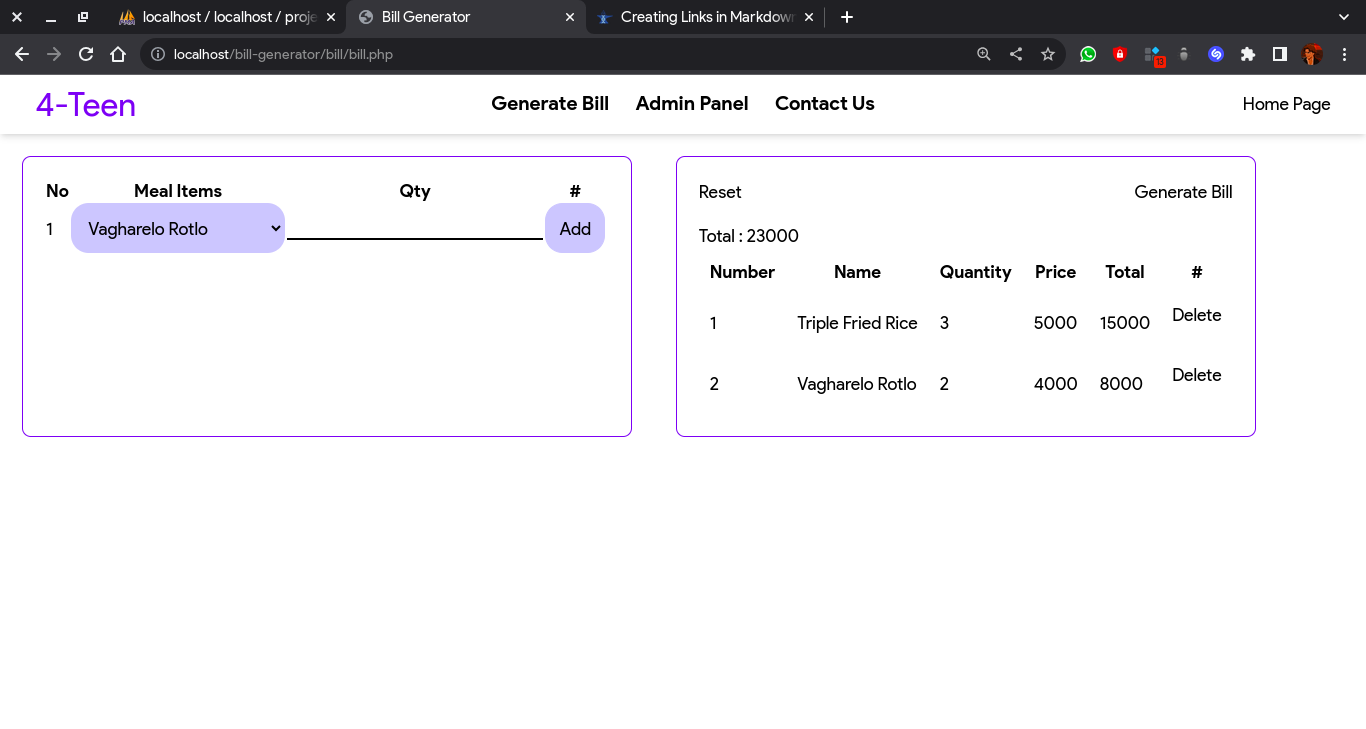 localhost / localhost / proje
Bill Generator
Creating Links in Markdown
localhost/bill-generator/bill/bill.php
13
4-Teen
Generate Bill Admin Panel Contact Us
Home Page
No Meal Items Qty #
1 Vagharelo Rotlo Add
Reset Generate Bill
Total : 23000
Number Name Quantity Price Total #
1 Triple Fried Rice 3 5000 15000 Delete
2 Vagharelo Rotlo 2 4000 8000 Delete